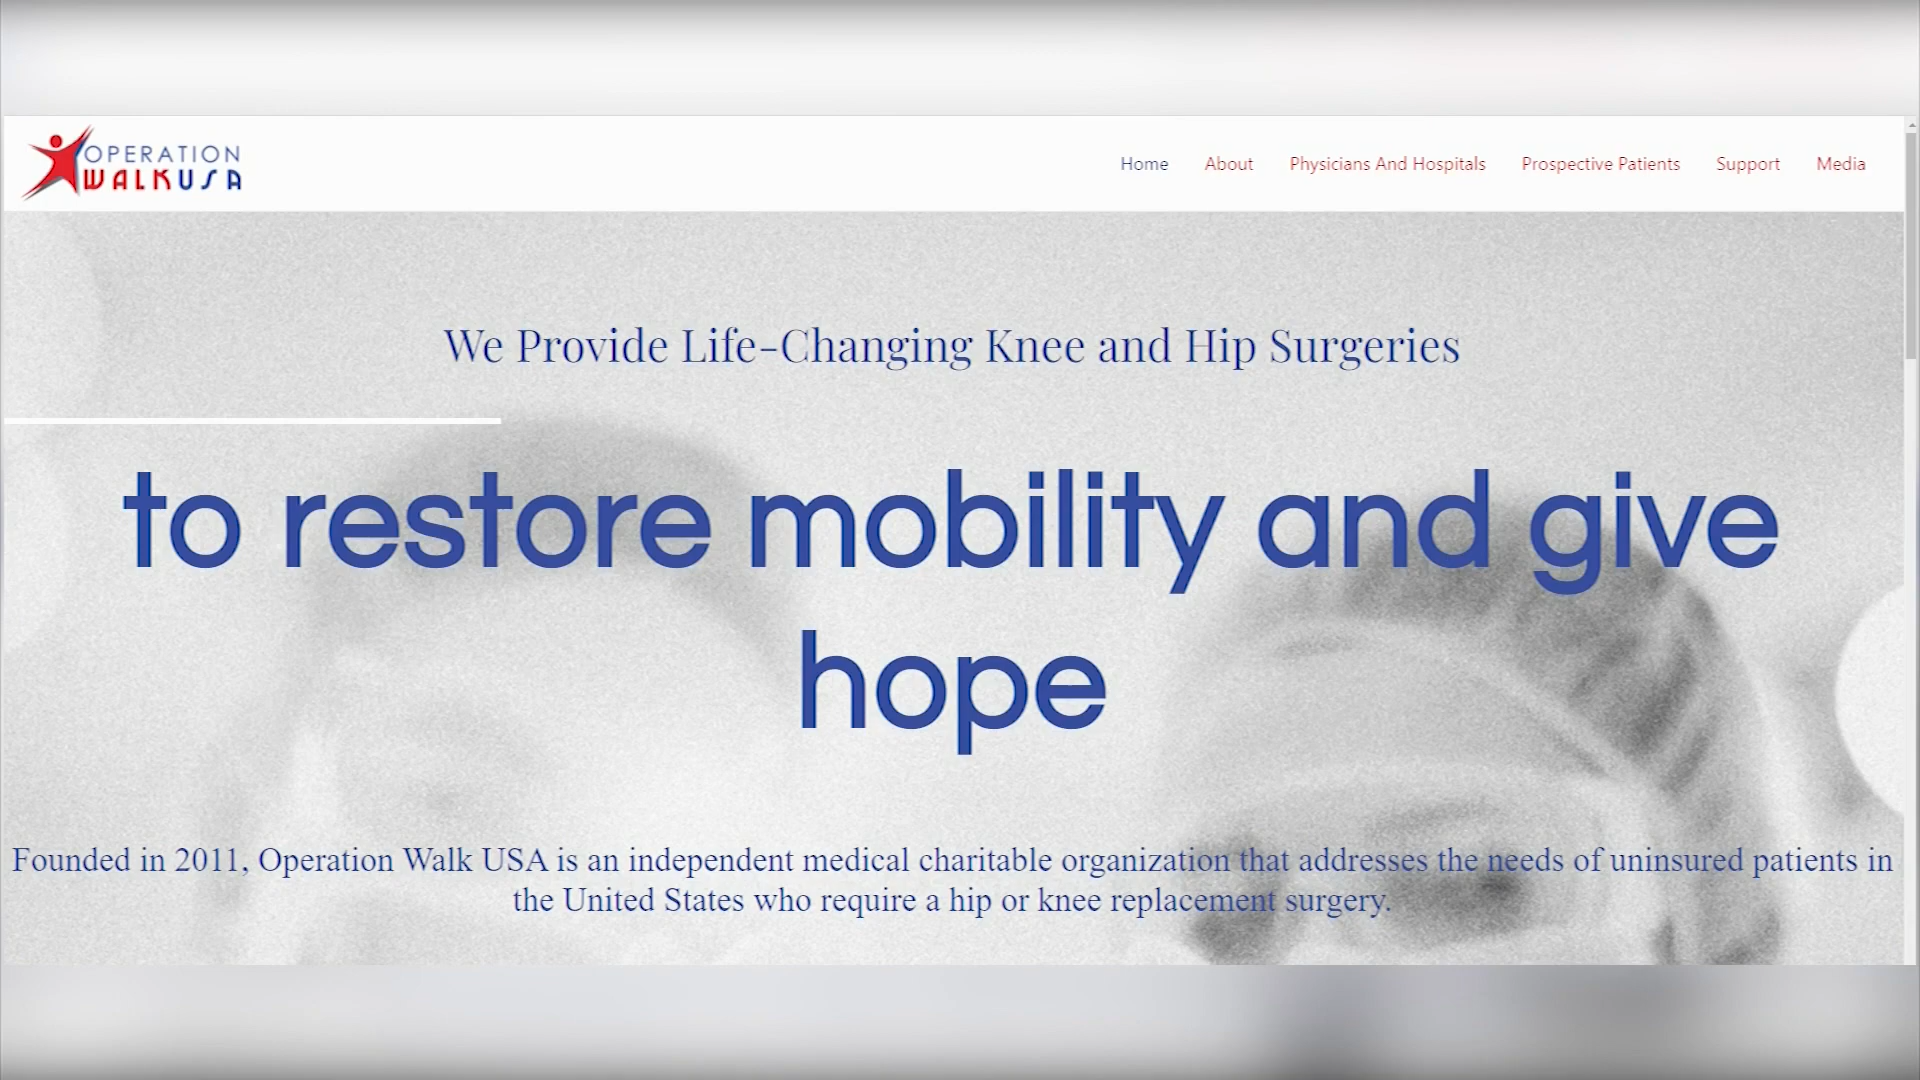 OPERATION
WALKUSA
Home About Physicians And Hospitals Prospective Patients Support Media
We Provide Life-Changing Knee and Hip Surgeries
to restore mobility and give
hope
Founded in 2011, Operation Walk USA is an independent medical charitable organization that addresses the needs of uninsured patients in
the United States who require a hip or knee replacement surgery.